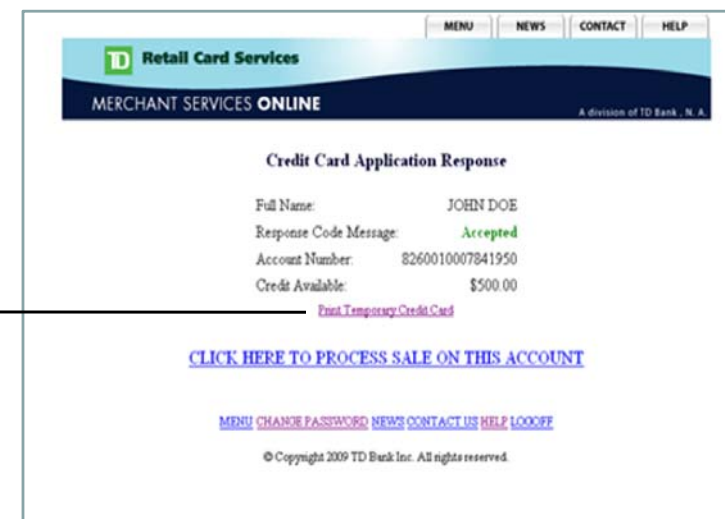 MENU NEWS CONTACT HELP
TD Retail Card Services
MERCHANT SERVICES ONLINE
A division of TD Bank , N. A.
Credit Card Application Response
Full Name: JOHN DOE
Response Code Message: Accepted
Account Number: 8260010007841950
Credit Available: $500.00
Print Temporary Credit Card
CLICK HERE TO PROCESS SALE ON THIS ACCOUNT
MENU CHANGE PASSWORD NEWS CONTACT US HELP LOGOFF
© Copyright 2009 TD Bank Inc. All rights reserved.